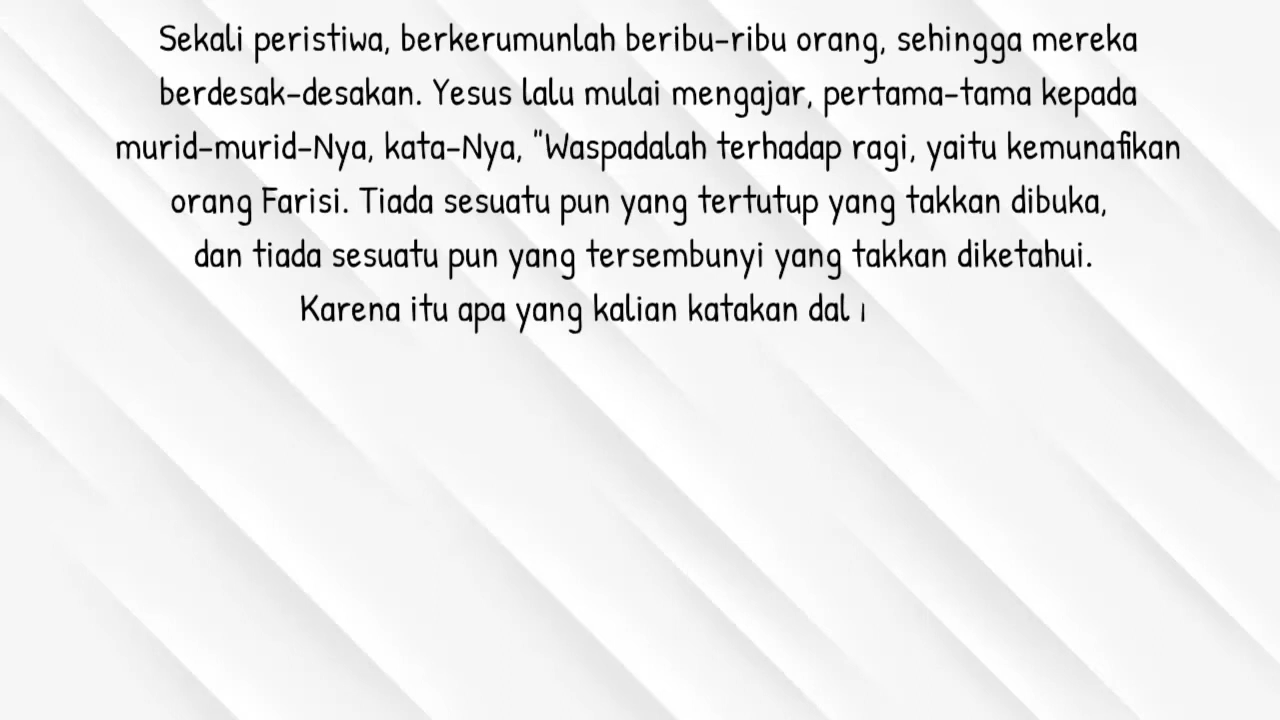 Sekali peristiwa, berkerumunlah beribu-ribu orang, sehingga mereka
berdesak-desakan. Yesus lalu mulai mengajar, pertama-tama kepada
murid-murid-Nya, kata-Nya, "Waspadalah terhadap ragi, yaitu kemunafikan
orang Farisi. Tiada sesuatu pun yang tertutup yang takkan dibuka,
dan tiada sesuatu pun yang tersembunyi yang takkan diketahui.
Karena itu apa yang kalian katakan dal